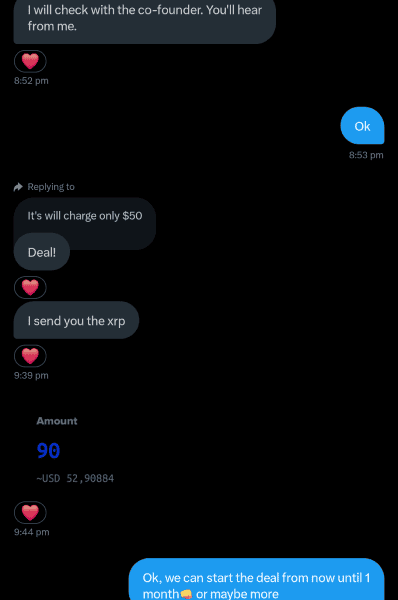 I will check with the co-founder. You'll hear
from me.
8:52 pm
Ok
8:53 pm
Replying to
It's will charge only $50
Deal!
I send you the xrp
9:39 pm
Amount
90
~USD 52,90884
9:44 pm
Ok, we can start the deal from now until 1
month🤛 or maybe more